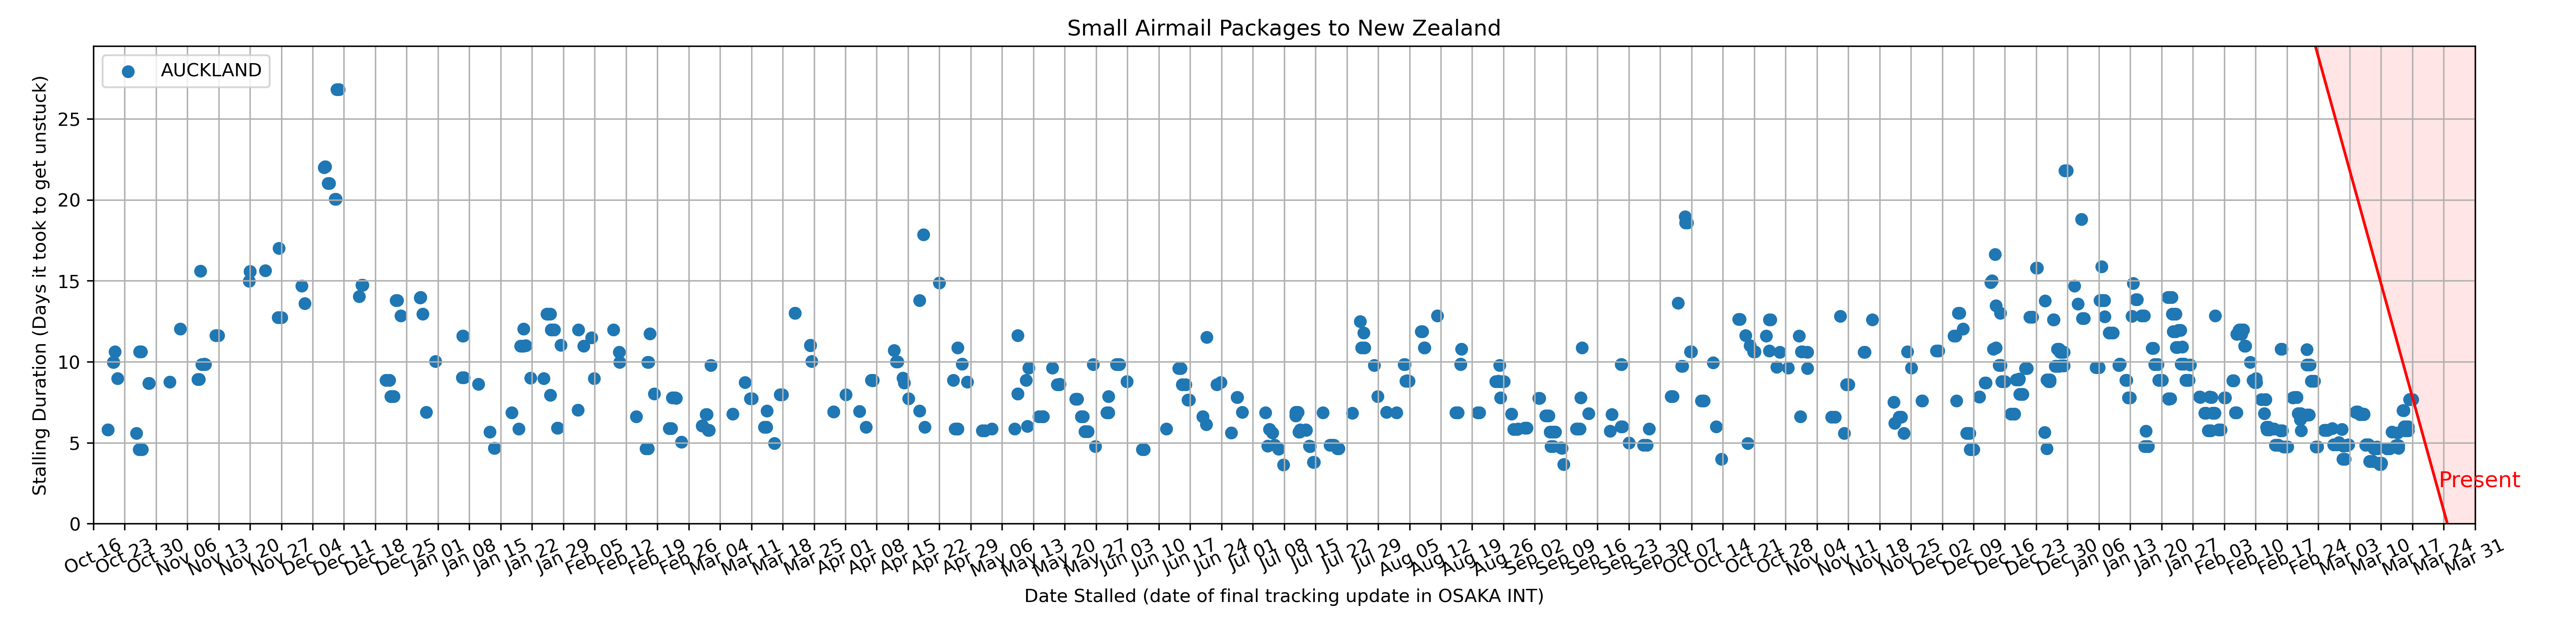 Small Airmail Packages to New Zealand
AUCKLAND
Stalling Duration (Days it took to get unstuck)
25
20
15
10
5
0
Present
Oct 16
Oct 23
Oct 30
Nov 06
Nov 13
Nov 20
Nov 27
Dec 04
Dec 11
Dec 18
Dec 25
Jan 01
Jan 08
Jan 15
Jan 22
Jan 29
Feb 05
Feb 12
Feb 19
Feb 26
Mar 04
Mar 11
Mar 18
Mar 25
Apr 01
Apr 08
Apr 15
Apr 22
Apr 29
May 06
May 13
May 20
May 27
Jun 03
Jun 10
Jun 17
Jun 24
Jul 01
Jul 08
Jul 15
Jul 22
Jul 29
Aug 05
Aug 12
Aug 19
Aug 26
Sep 02
Sep 09
Sep 16
Sep 23
Sep 30
Oct 07
Oct 14
Oct 21
Oct 28
Nov 04
Nov 11
Nov 18
Nov 25
Dec 02
Dec 09
Dec 16
Dec 23
Dec 30
Jan 06
Jan 13
Jan 20
Jan 27
Feb 03
Feb 10
Feb 17
Feb 24
Mar 03
Mar 10
Mar 17
Mar 24
Mar 31
Date Stalled (date of final tracking update in OSAKA INT)